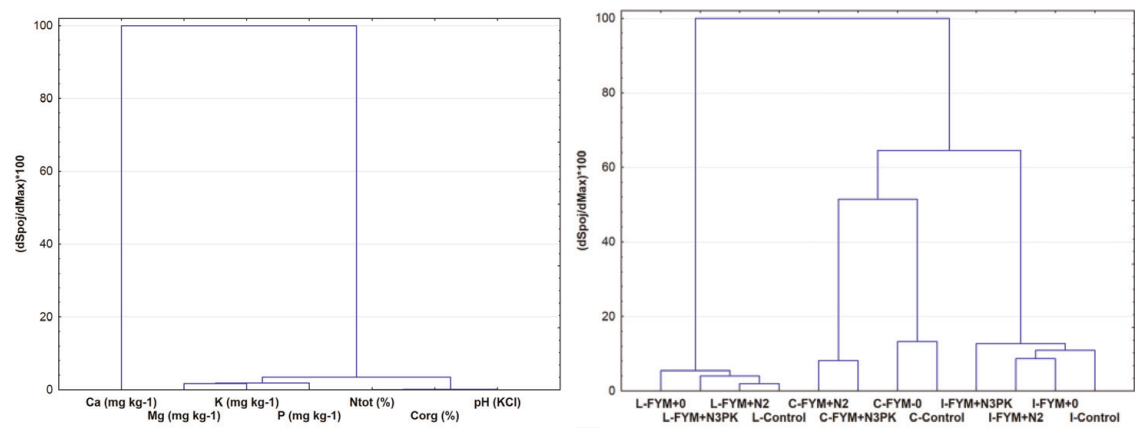 (dSpoj/dMax)*100
100
80
60
40
20
0
Ca (mg kg-1) K (mg kg-1) Ntot (%) pH (KCl)
Mg (mg kg-1) P (mg kg-1) Corg (%)
(dSpoj/dMax)*100
100
80
60
40
20
0
L-FYM+0 L-FYM+N2 C-FYM+N2 C-FYM-0 I-FYM+N3PK I-FYM+0
L-FYM+N3PK L-Control C-FYM+N3PK C-Control I-FYM+N2 I-Control